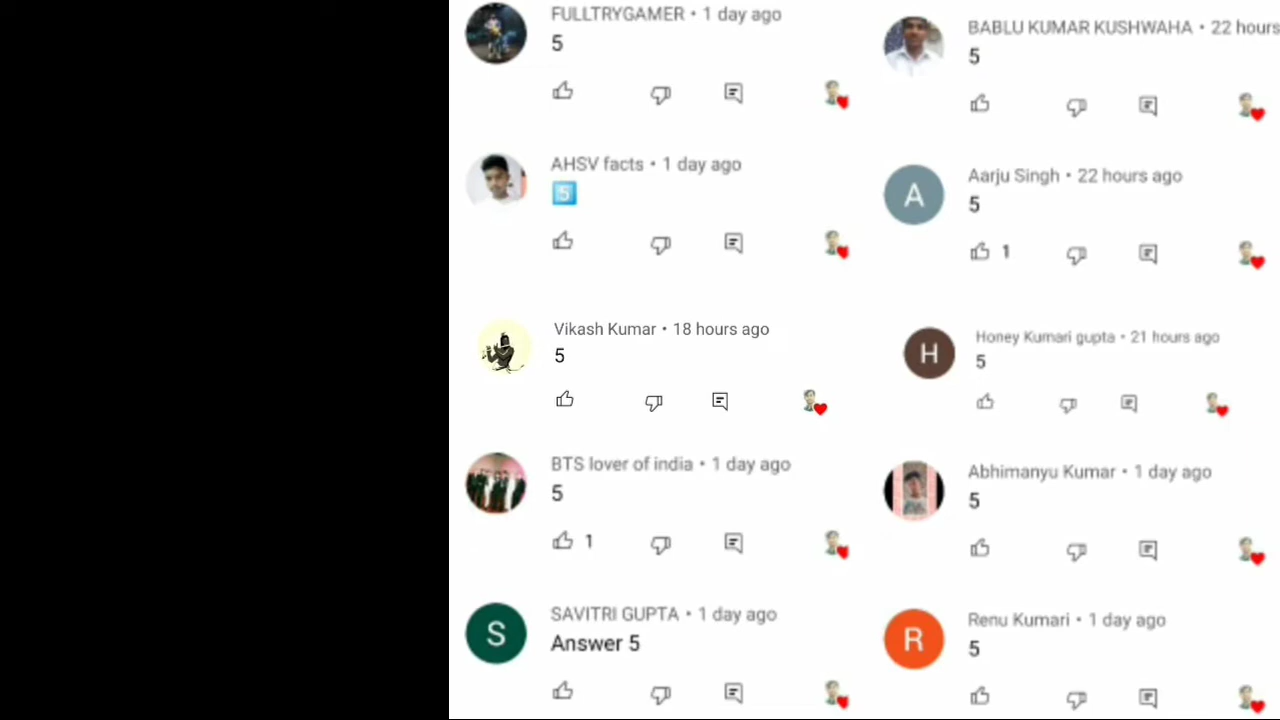 FULLTRYGAMER • 1 day ago
5
AHSV facts • 1 day ago
5️⃣
Vikash Kumar • 18 hours ago
5
BTS lover of india • 1 day ago
5
1
SAVITRI GUPTA • 1 day ago
Answer 5
S
BABLU KUMAR KUSHWAHA • 22 hours
5
A
Aarju Singh • 22 hours ago
5
1
H
Honey Kumari gupta • 21 hours ago
5
Abhimanyu Kumar • 1 day ago
5
R
Renu Kumari • 1 day ago
5